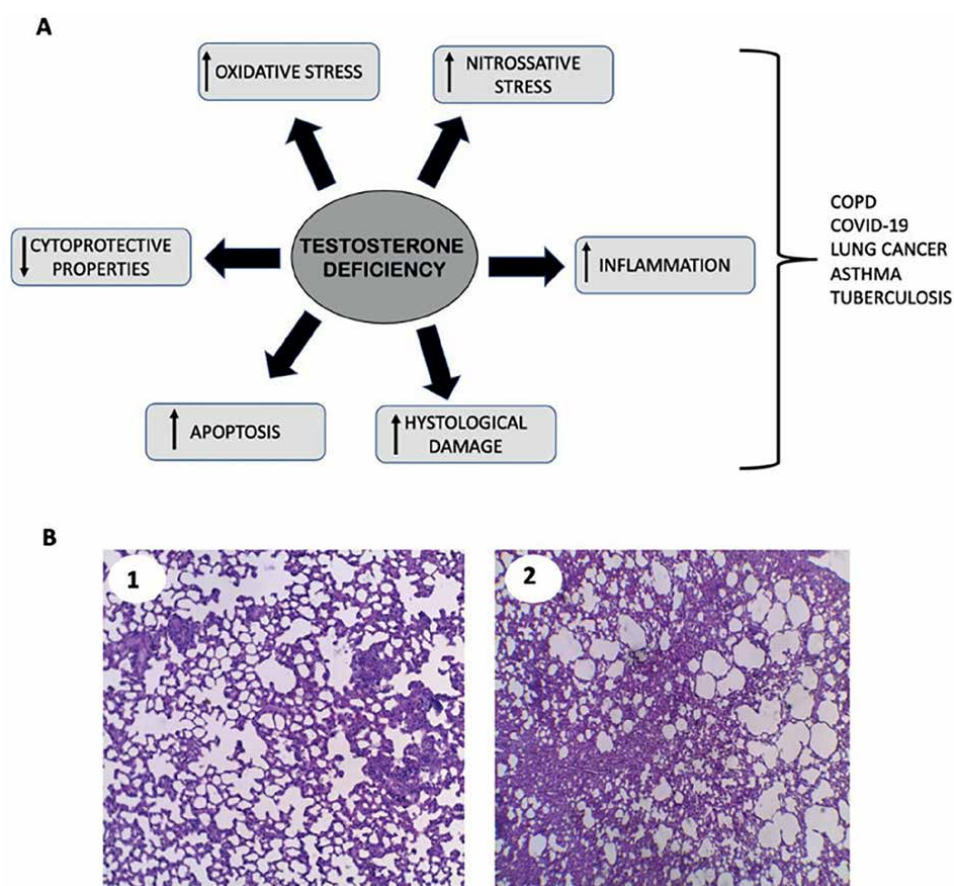 A
↑ OXIDATIVE STRESS
↑ NITROSSATIVE
STRESS
↓ CYTOPROTECTIVE
PROPERTIES
TESTOSTERONE
DEFICIENCY
↑ INFLAMMATION
↑ APOPTOSIS
↑ HYSTOLOGICAL
DAMAGE
COPD
COVID-19
LUNG CANCER
ASTHMA
TUBERCULOSIS
B
1
2